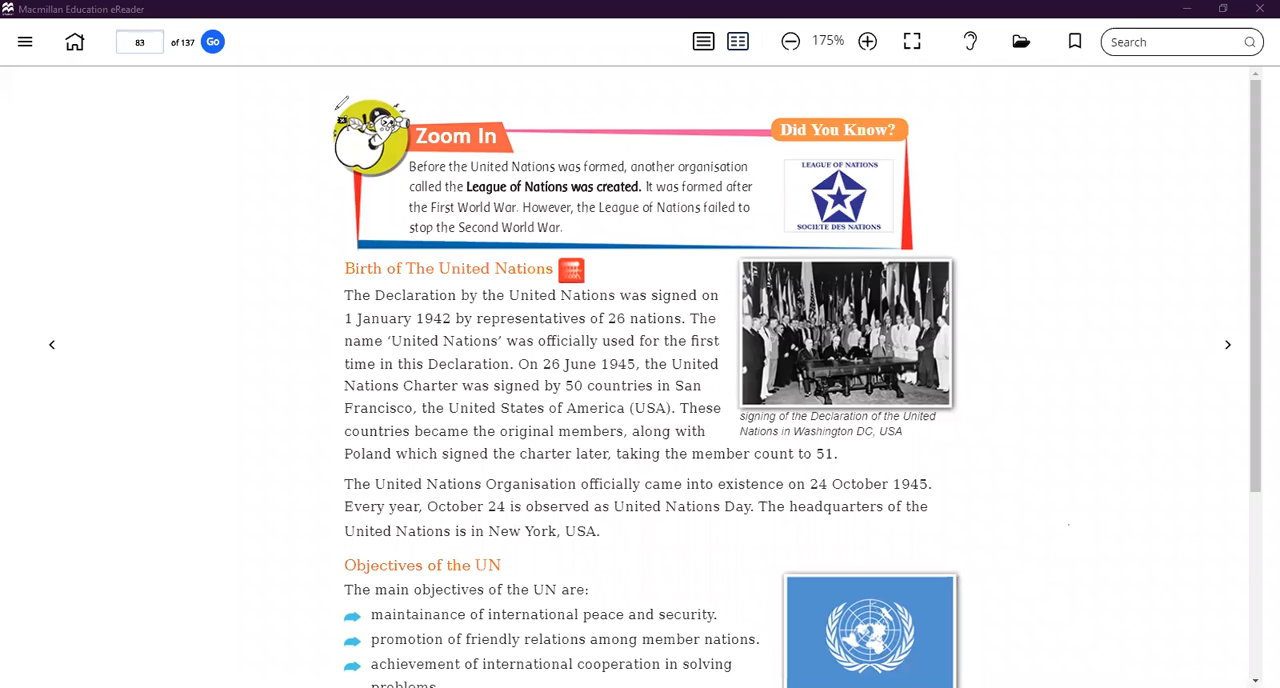 Macmillan Education eReader
83 of 137 Go
175%
Search
Zoom In
Did You Know?
Before the United Nations was formed, another organisation
called the League of Nations was created. It was formed after
the First World War. However, the League of Nations failed to
stop the Second World War.
LEAGUE OF NATIONS
SOCIETE DES NATIONS
Birth of The United Nations
The Declaration by the United Nations was signed on
1 January 1942 by representatives of 26 nations. The
name ‘United Nations’ was officially used for the first
time in this Declaration. On 26 June 1945, the United
Nations Charter was signed by 50 countries in San
Francisco, the United States of America (USA). These
countries became the original members, along with
Poland which signed the charter later, taking the member count to 51.
signing of the Declaration of the United
Nations in Washington DC, USA
The United Nations Organisation officially came into existence on 24 October 1945.
Every year, October 24 is observed as United Nations Day. The headquarters of the
United Nations is in New York, USA.
Objectives of the UN
The main objectives of the UN are:
maintainance of international peace and security.
promotion of friendly relations among member nations.
achievement of international cooperation in solving
problems